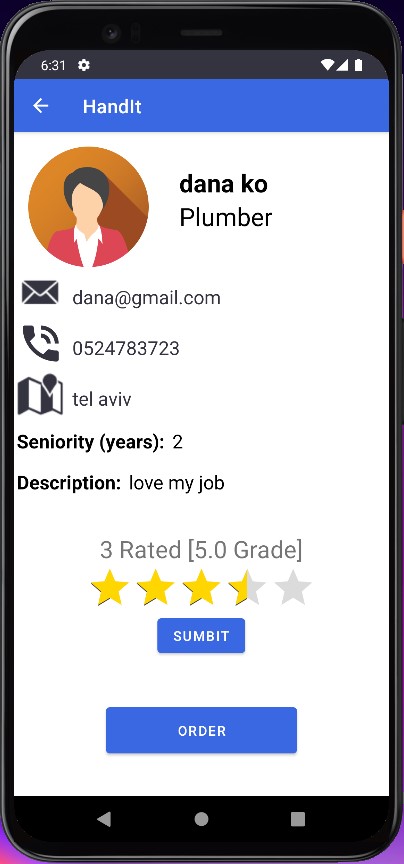 6:31
HandIt
dana ko
Plumber
dana@gmail.com
0524783723
tel aviv
Seniority (years): 2
Description: love my job
3 Rated [5.0 Grade]
SUMBIT
ORDER